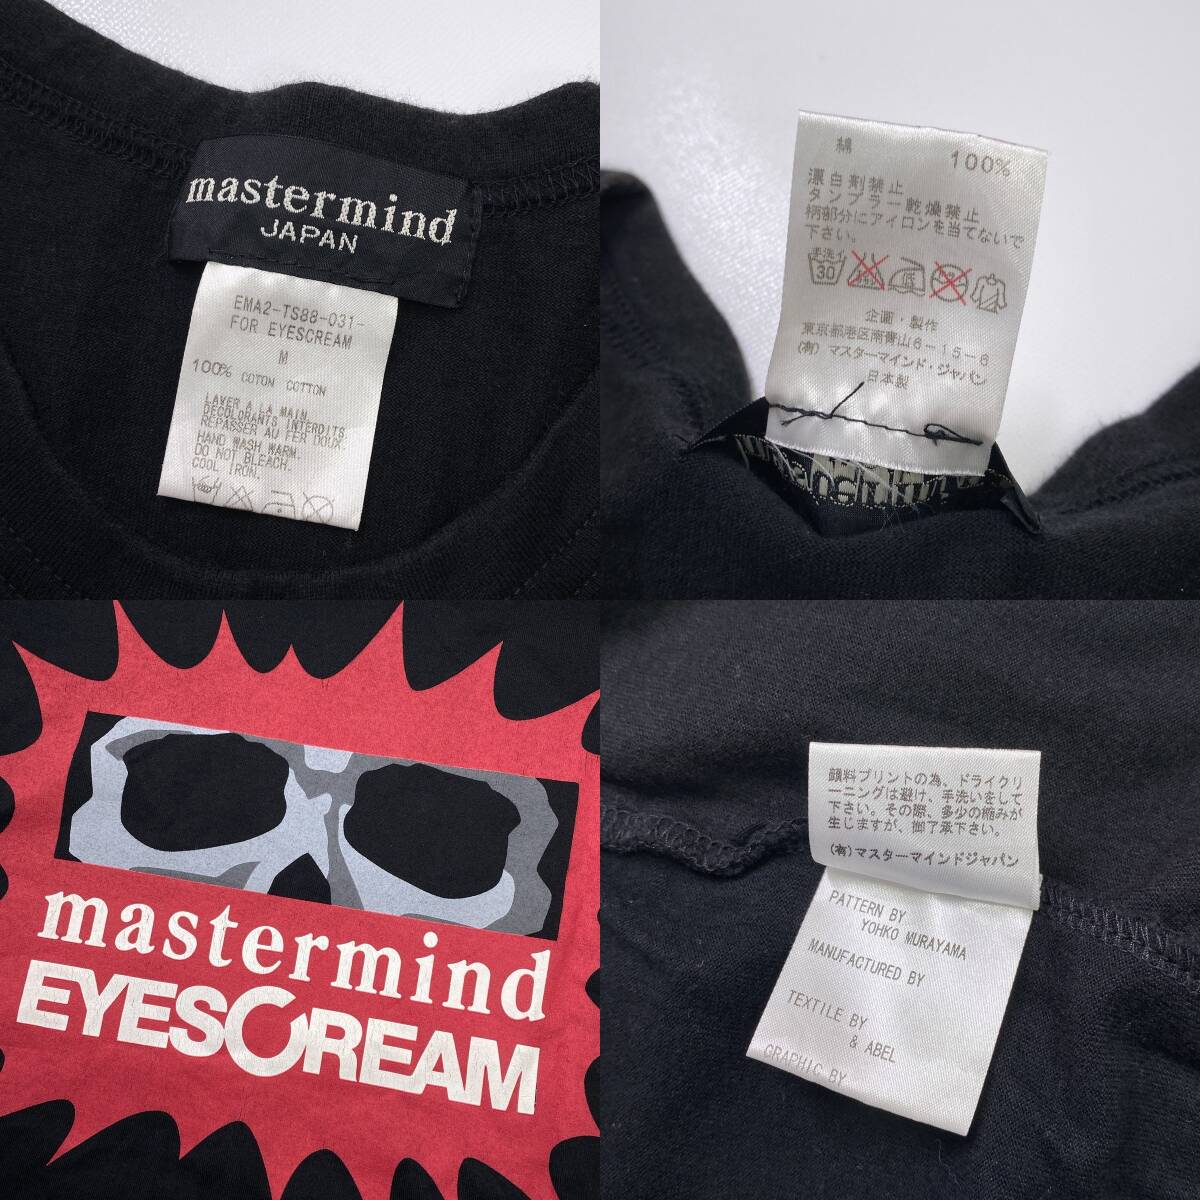 mastermind
JAPAN
EMA2-TS88-031-
FOR EYESCREAM
M
100% COTON COTTON
LAVER A LA MAIN.
DECOLORANTS INTERDITS.
REPASSER AU FER DOUX.
HAND WASH WARM.
DO NOT BLEACH.
COOL IRON.
綿 100%
漂白剤禁止
タンブラー乾燥禁止
柄部分にアイロンを当てないで
下さい。
手洗イ
30 低
企画・製作
東京都港区南青山6-15-6
(有) マスターマインド・ジャパン
日本製
mastermind
EYESCREAM
顔料プリントの為、ドライクリ
ーニングは避け、手洗いをして
下さい。その際、多少の縮みが
生じますが、御了承下さい。
(有)マスターマインドジャパン
PATTERN BY
YOHKO MURAYAMA
MANUFACTURED BY
TEXTILE BY
& ABEL
GRAPHIC BY